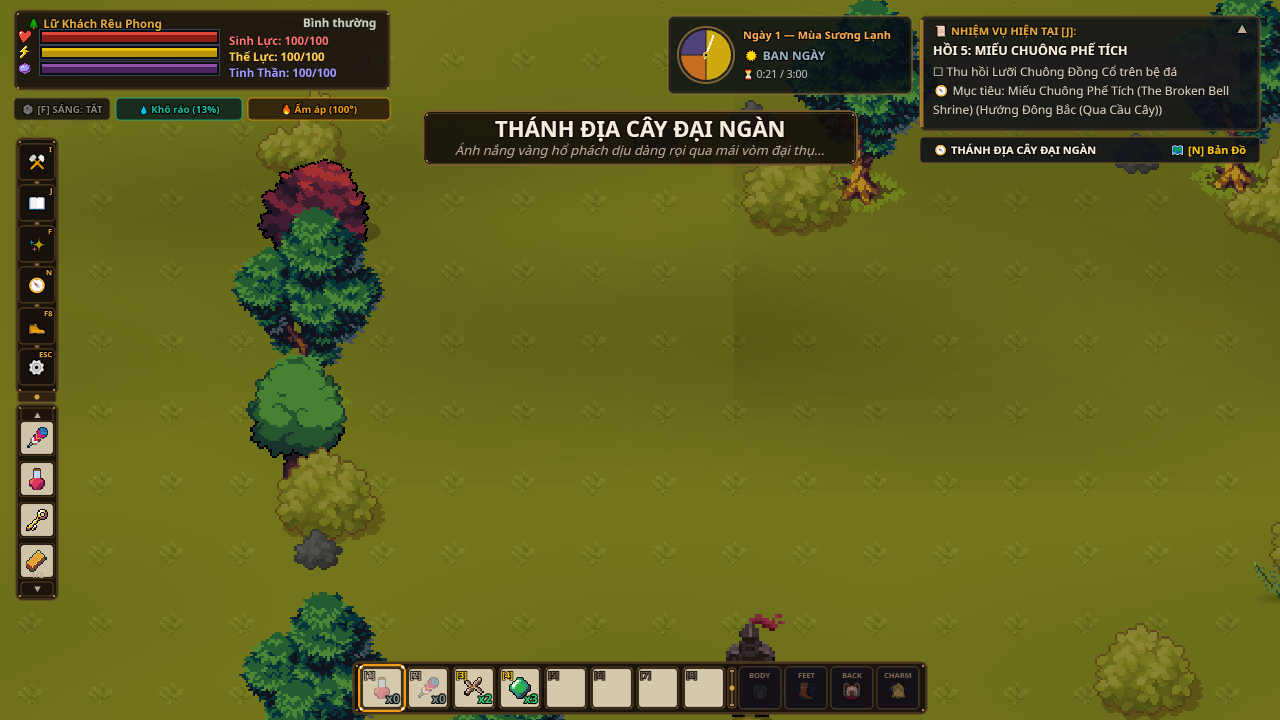 Lữ Khách Rêu Phong
Bình thường
Sinh Lực: 100/100
Thể Lực: 100/100
Tinh Thần: 100/100
[F] SÁNG: TẮT
Khô ráo (13%)
Ấm áp (100°)
Ngày 1 — Mùa Sương Lạnh
BAN NGÀY
0:21 / 3:00
NHIỆM VỤ HIỆN TẠI [J]:
HỒI 5: MIẾU CHUÔNG PHẾ TÍCH
☐ Thu hồi Lưỡi Chuông Đồng Cổ trên bệ đá
Mục tiêu: Miếu Chuông Phế Tích (The Broken Bell
Shrine) (Hướng Đông Bắc (Qua Cầu Cây))
THÁNH ĐỊA CÂY ĐẠI NGÀN
[N] Bản Đồ
THÁNH ĐỊA CÂY ĐẠI NGÀN
Ánh nắng vàng hổ phách dịu dàng rọi qua mái vòm đại thụ...
I
J
F
N
F8
ESC
[1]
x0
[2]
x0
[3]
x2
[4]
x3
[5]
[6]
[7]
[8]
BODY
FEET
BACK
CHARM